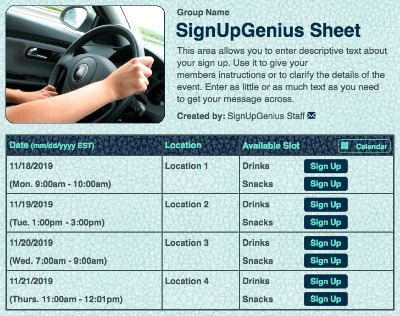 Group Name
SignUpGenius Sheet
This area allows you to enter descriptive text about
your sign up. Use it to give your
members instructions or to clarify the details of the
event. Enter as little or as much text as you need
to get your message across.
Created by: SignUpGenius Staff
Date (mm/dd/yyyy EST) Location Available Slot Calendar
11/18/2019 Location 1 Drinks Sign Up
(Mon. 9:00am - 10:00am) Snacks Sign Up
11/19/2019 Location 2 Drinks Sign Up
(Tue. 1:00pm - 3:00pm) Snacks Sign Up
11/20/2019 Location 3 Drinks Sign Up
(Wed. 7:00am - 9:00am) Snacks Sign Up
11/21/2019 Location 4 Drinks Sign Up
(Thurs. 11:00am - 12:01pm) Snacks Sign Up